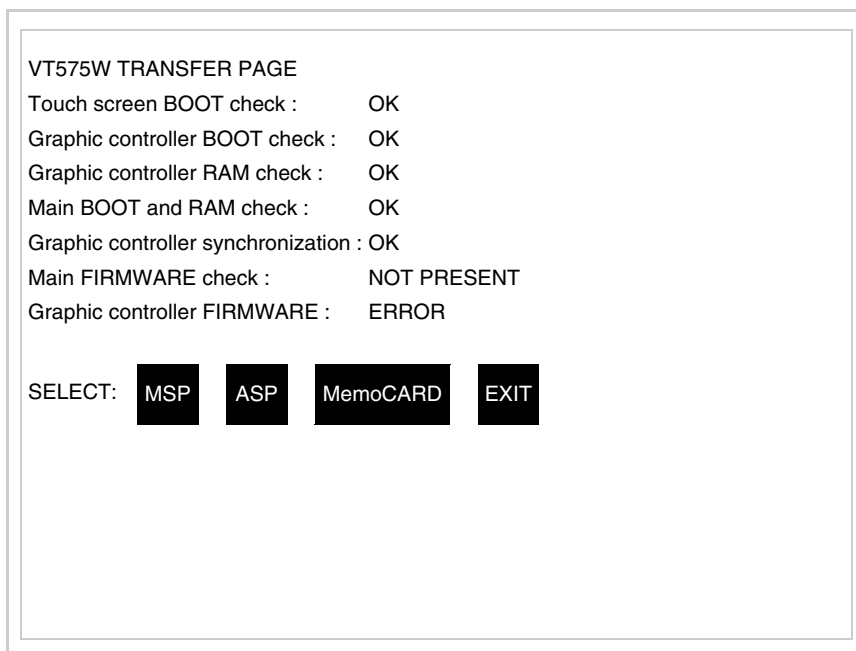 VT575W TRANSFER PAGE
Touch screen BOOT check : OK
Graphic controller BOOT check : OK
Graphic controller RAM check : OK
Main BOOT and RAM check : OK
Graphic controller synchronization : OK
Main FIRMWARE check : NOT PRESENT
Graphic controller FIRMWARE : ERROR
SELECT: MSP ASP MemoCARD EXIT